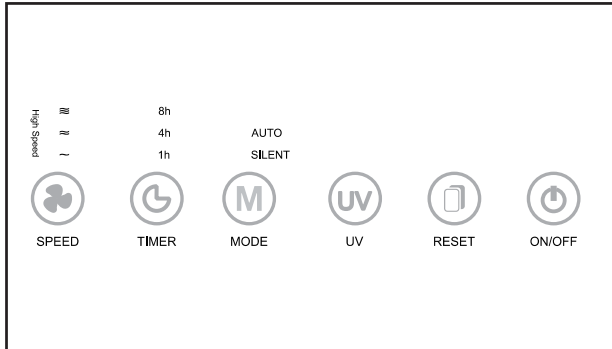 High Speed
8h
4h AUTO
1h SILENT
M UV
SPEED TIMER MODE UV RESET ON/OFF